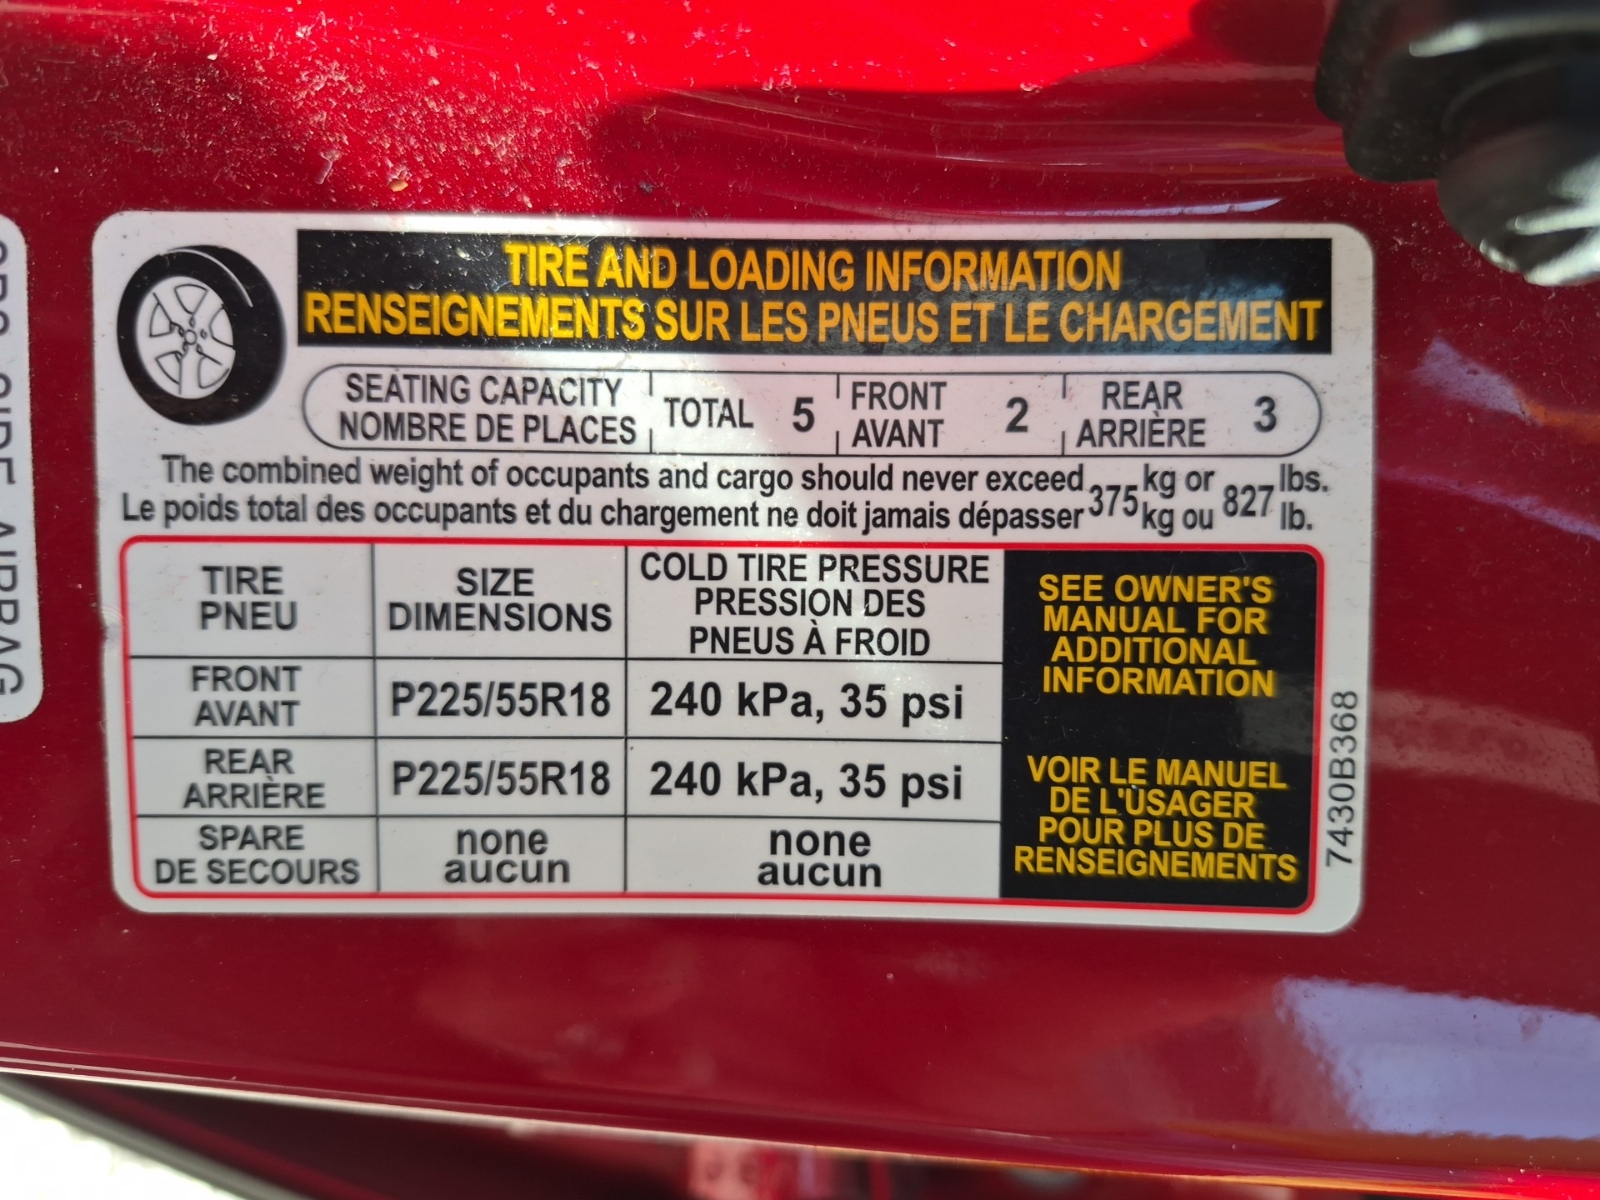 TIRE AND LOADING INFORMATION
RENSEIGNEMENTS SUR LES PNEUS ET LE CHARGEMENT
SEATING CAPACITY
NOMBRE DE PLACES
TOTAL 5
FRONT
AVANT
2
REAR
ARRIÈRE
3
The combined weight of occupants and cargo should never exceed 375 kg or 827 lbs.
Le poids total des occupants et du chargement ne doit jamais dépasser 375 kg ou 827 lb.
TIRE
PNEU
SIZE
DIMENSIONS
COLD TIRE PRESSURE
PRESSION DES
PNEUS À FROID
FRONT
AVANT
P225/55R18
240 kPa, 35 psi
REAR
ARRIÈRE
P225/55R18
240 kPa, 35 psi
SPARE
DE SECOURS
none
aucun
none
aucun
SEE OWNER'S
MANUAL FOR
ADDITIONAL
INFORMATION
VOIR LE MANUEL
DE L'USAGER
POUR PLUS DE
RENSEIGNEMENTS
7430B368
SIDE AIRBAG